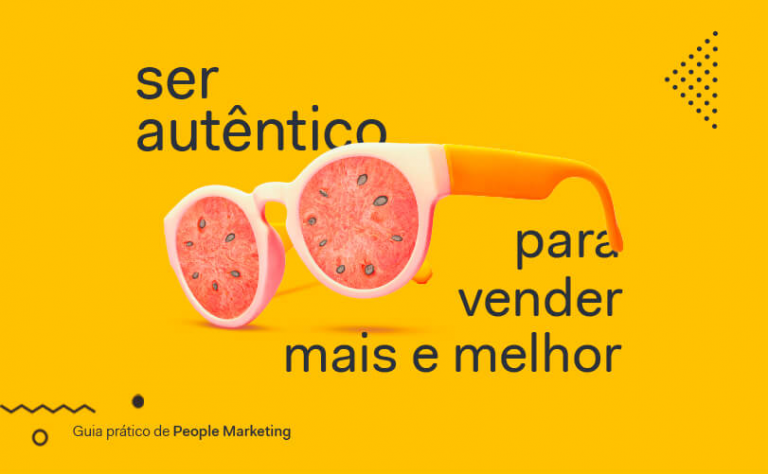 ser
autêntico
para
vender
mais e melhor
Guia prático de People Marketing